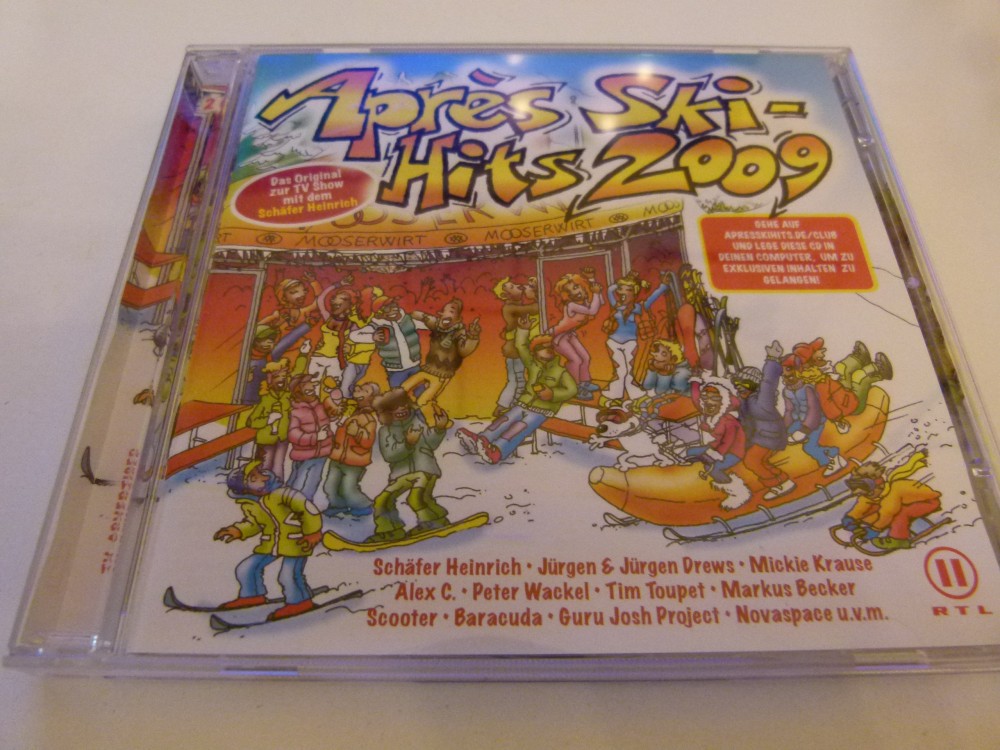 Après Ski-
Hits 2009
Das Original
zur TV Show
mit dem
Schäfer Heinrich
GEHE AUF
APRESSKIHITS.DE/CLUB
UND LEGE DIESE CD IN
DEINEN COMPUTER, UM ZU
EXKLUSIVEN INHALTEN ZU
GELANGEN!
MOOSERWIRT
MOOSERWIRT
Schäfer Heinrich · Jürgen & Jürgen Drews · Mickie Krause
Alex C. · Peter Wackel · Tim Toupet · Markus Becker
Scooter · Baracuda · Guru Josh Project · Novaspace u.v.m.
II
RTL
2